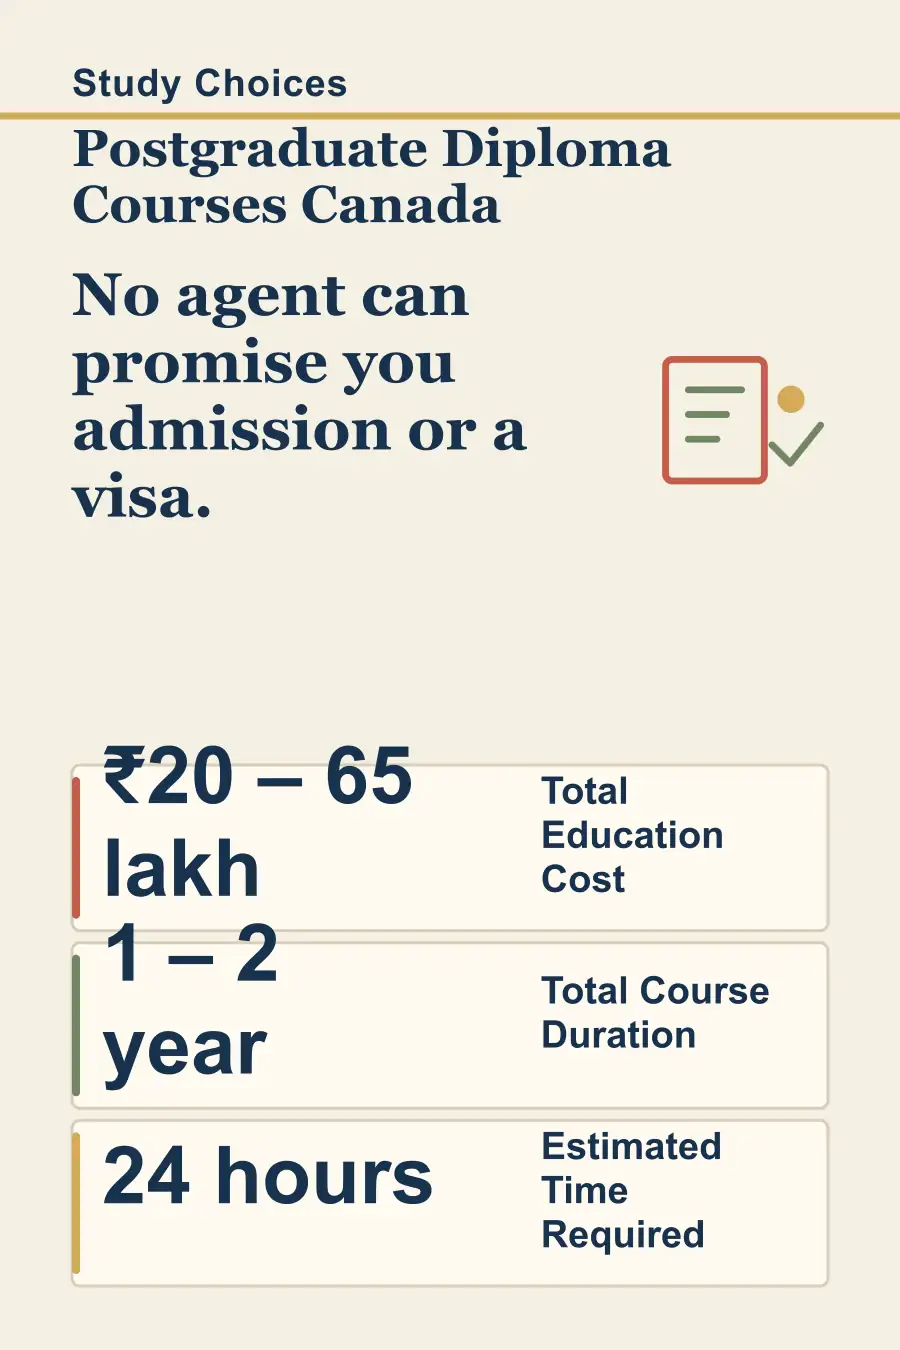 Study Choices
Postgraduate Diploma
Courses Canada
No agent can
promise you
admission or a
visa.
₹20 – 65
lakh
Total
Education
Cost
1 – 2
year
Total Course
Duration
24 hours
Estimated
Time
Required